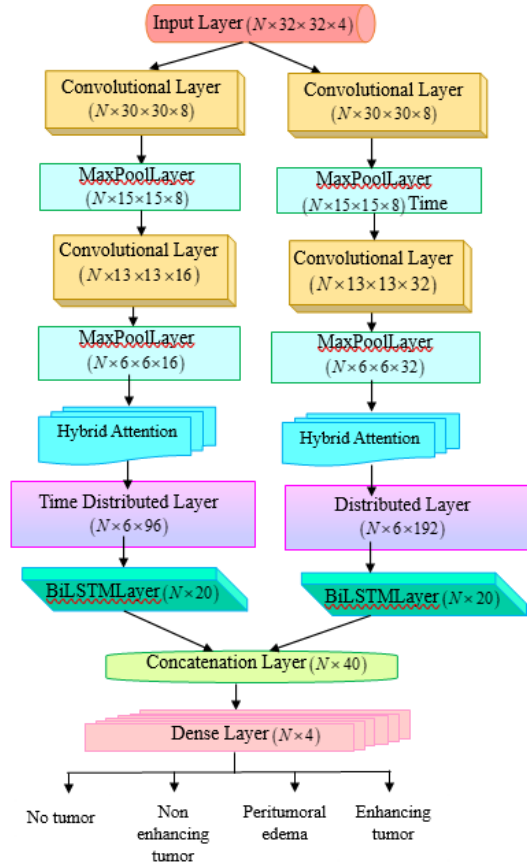 Input Layer (N×32×32×4)
Convolutional Layer
(N×30×30×8)
MaxPoolLayer
(N×15×15×8)
Convolutional Layer
(N×13×13×16)
MaxPoolLayer
(N×6×6×16)
Hybrid Attention
Time Distributed Layer
(N×6×96)
BiLSTMLayer (N×20)
Convolutional Layer
(N×30×30×8)
MaxPoolLayer
(N×15×15×8) Time
Convolutional Layer
(N×13×13×32)
MaxPoolLayer
(N×6×6×32)
Hybrid Attention
Distributed Layer
(N×6×192)
BiLSTMLayer (N×20)
Concatenation Layer (N×40)
Dense Layer (N×4)
No tumor
Non
enhancing
tumor
Peritumoral
edema
Enhancing
tumor